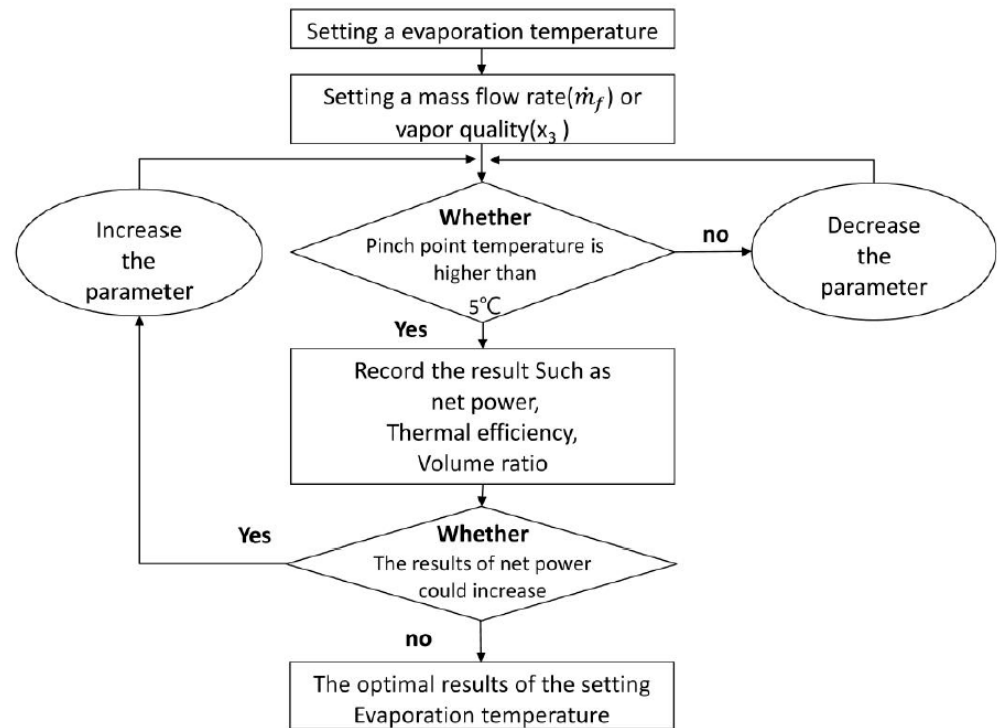 Setting a evaporation temperature
Setting a mass flow rate(ṁf) or
vapor quality(x3 )
Increase
the
parameter
Whether
Pinch point temperature is
higher than
5℃
no
Decrease
the
parameter
Yes
Record the result Such as
net power,
Thermal efficiency,
Volume ratio
Yes
Whether
The results of net power
could increase
no
The optimal results of the setting
Evaporation temperature